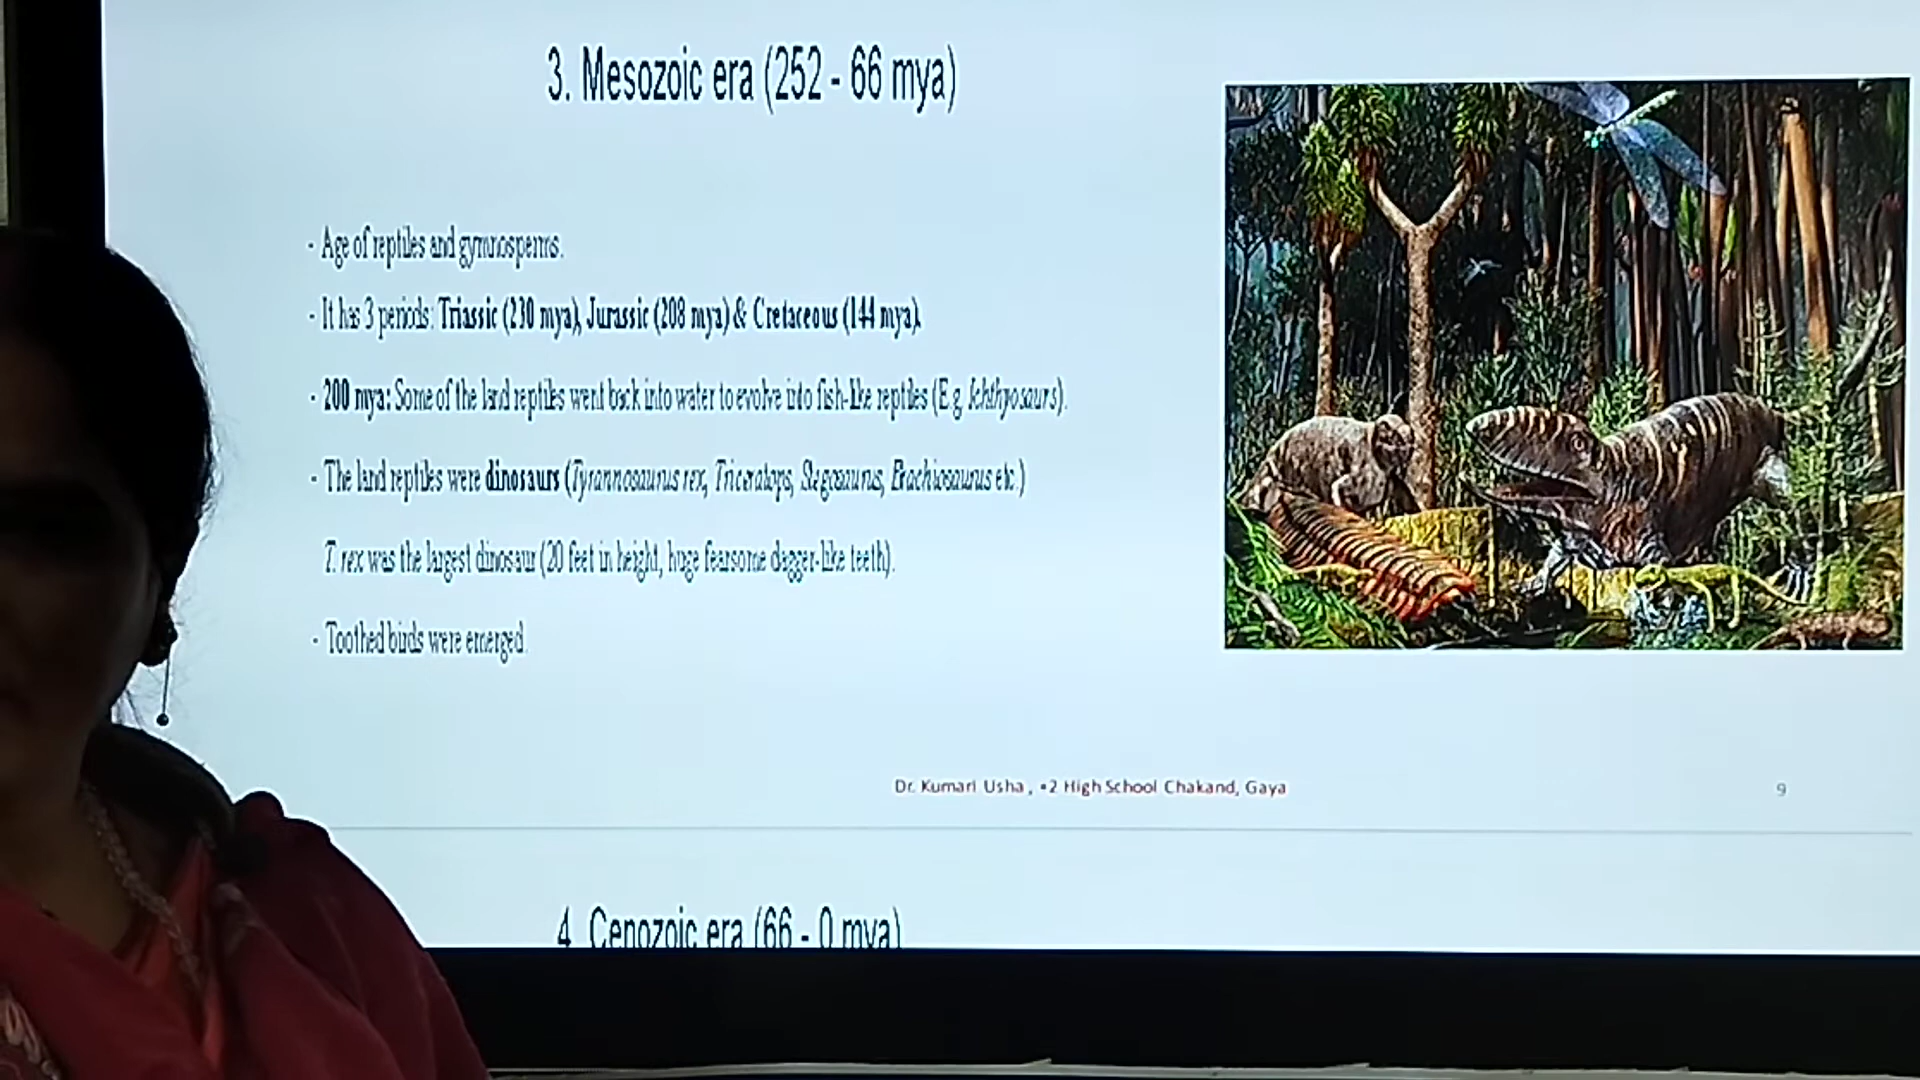 3. Mesozoic era (252 - 66 mya)
- Age of reptiles and gymnosperms.
- It has 3 periods: Triassic (230 mya), Jurassic (208 mya) & Cretaceous (144 mya).
- 200 mya: Some of the land reptiles went back into water to evolve into fish-like reptiles (E.g. Ichthyosaurs).
- The land reptiles were dinosaurs (Tyrannosaurus rex, Triceratops, Stegosaurus, Brachiosaurus etc.)
T. rex was the largest dinosaur (20 feet in height, huge fearsome dagger-like teeth).
- Toothed birds were emerged.
Dr. Kumari Usha , +2 High School Chakand, Gaya
9
4. Cenozoic era (66 - 0 mya)